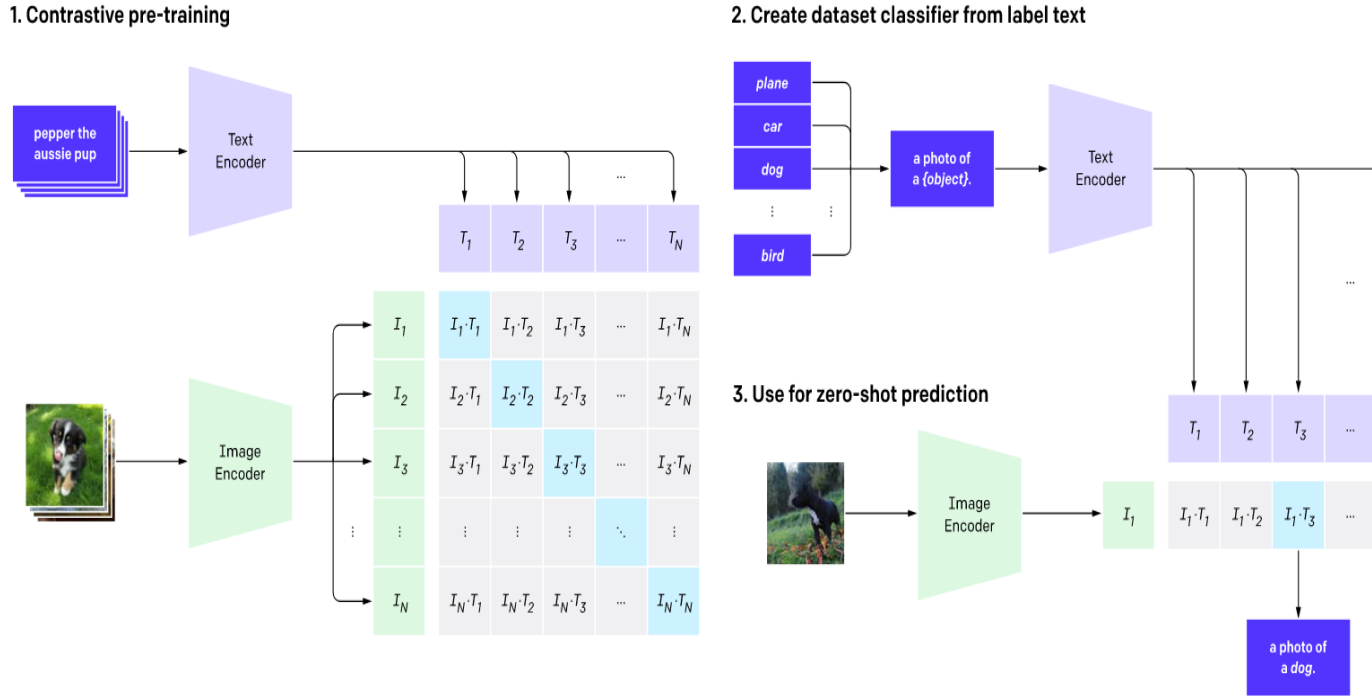 1. Contrastive pre-training
pepper the
aussie pup
Text
Encoder
...
T1 T2 T3 ... TN
Image
Encoder
⋮
I1 I1·T1 I1·T2 I1·T3 ... I1·TN
I2 I2·T1 I2·T2 I2·T3 ... I2·TN
I3 I3·T1 I3·T2 I3·T3 ... I3·TN
⋮ ⋮ ⋮ ⋮ ⋱ ⋮
IN IN·T1 IN·T2 IN·T3 ... IN·TN
2. Create dataset classifier from label text
plane
car
dog
⋮ ⋮
bird
a photo of
a {object}.
Text
Encoder
...
3. Use for zero-shot prediction
T1 T2 T3 ...
Image
Encoder
I1 I1·T1 I1·T2 I1·T3 ...
a photo of
a dog.